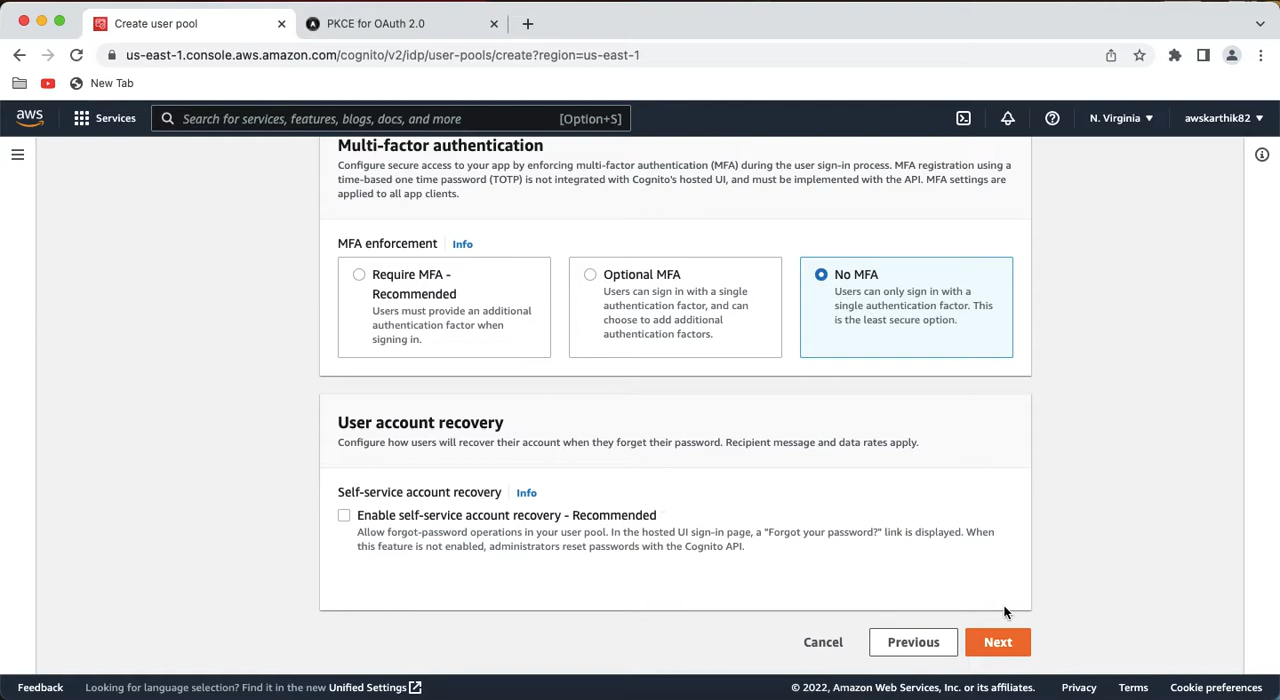 Create user pool
PKCE for OAuth 2.0
us-east-1.console.aws.amazon.com/cognito/v2/idp/user-pools/create?region=us-east-1
New Tab
aws
Services
Search for services, features, blogs, docs, and more
[Option+S]
N. Virginia
awskarthik82
Multi-factor authentication
Configure secure access to your app by enforcing multi-factor authentication (MFA) during the user sign-in process. MFA registration using a
time-based one time password (TOTP) is not integrated with Cognito's hosted UI, and must be implemented with the API. MFA settings are
applied to all app clients.
MFA enforcement
Info
Require MFA -
Recommended
Users must provide an additional
authentication factor when
signing in.
Optional MFA
Users can sign in with a single
authentication factor, and can
choose to add additional
authentication factors.
No MFA
Users can only sign in with a
single authentication factor. This
is the least secure option.
User account recovery
Configure how users will recover their account when they forget their password. Recipient message and data rates apply.
Self-service account recovery
Info
Enable self-service account recovery - Recommended
Allow forgot-password operations in your user pool. In the hosted UI sign-in page, a "Forgot your password?" link is displayed. When
this feature is not enabled, administrators reset passwords with the Cognito API.
Cancel
Previous
Next
Feedback
Looking for language selection? Find it in the new Unified Settings
© 2022, Amazon Web Services, Inc. or its affiliates.
Privacy
Terms
Cookie preferences